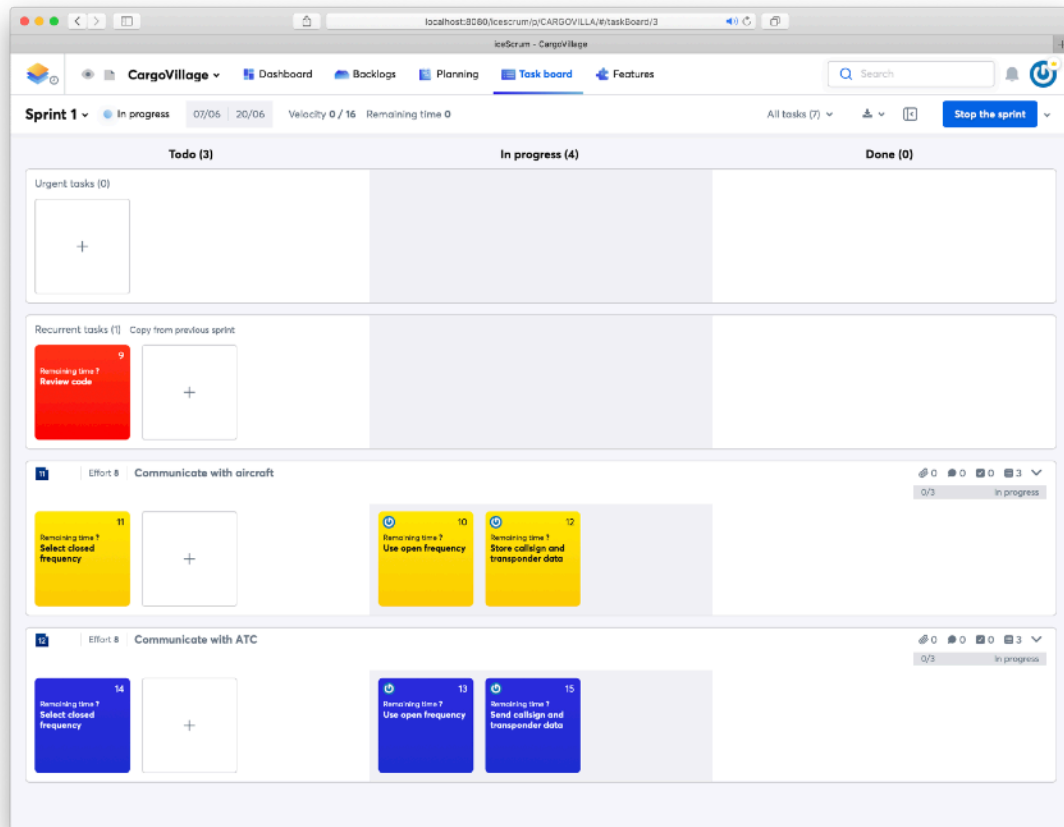 localhost:8080/icescrum/p/CARGOVILLA/#/taskBoard/3
iceScrum - CargoVillage
CargoVillage
Dashboard
Backlogs
Planning
Task board
Features
Search
Sprint 1
In progress
07/06
20/06
Velocity 0 / 16
Remaining time 0
All tasks (7)
Stop the sprint
Todo (3)
In progress (4)
Done (0)
Urgent tasks (0)
+
Recurrent tasks (1)
Copy from previous sprint
9
Remaining time ?
Review code
+
11
Effort 8
Communicate with aircraft
0
0
0
3
0/3
In progress
11
Remaining time ?
Select closed
frequency
+
10
Remaining time ?
Use open frequency
12
Remaining time ?
Store callsign and
transponder data
12
Effort 8
Communicate with ATC
0
0
0
3
0/3
In progress
14
Remaining time ?
Select closed
frequency
+
13
Remaining time ?
Use open frequency
15
Remaining time ?
Send callsign and
transponder data